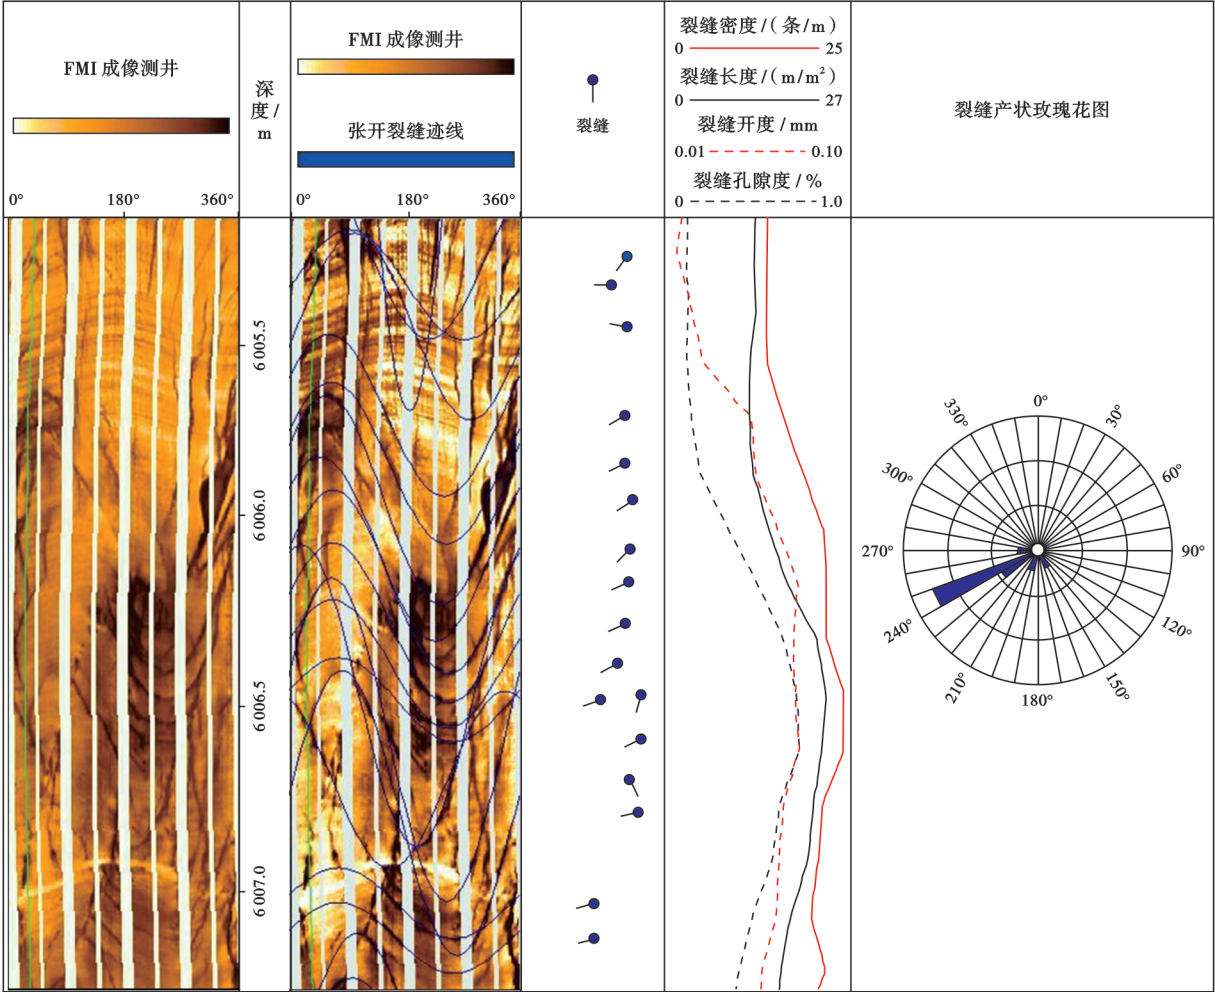 FMI 成像测井
0°
180°
360°
深
度 /
m
6 005.5
6 006.0
6 006.5
6 007.0
FMI 成像测井
张开裂缝迹线
0°
180°
360°
裂缝
裂缝密度 /（条/m）
0
25
裂缝长度 /（m/m²）
0
27
裂缝开度 / mm
0.01
0.10
裂缝孔隙度 / %
0
1.0
裂缝产状玫瑰花图
0°
30°
60°
90°
120°
150°
180°
210°
240°
270°
300°
330°